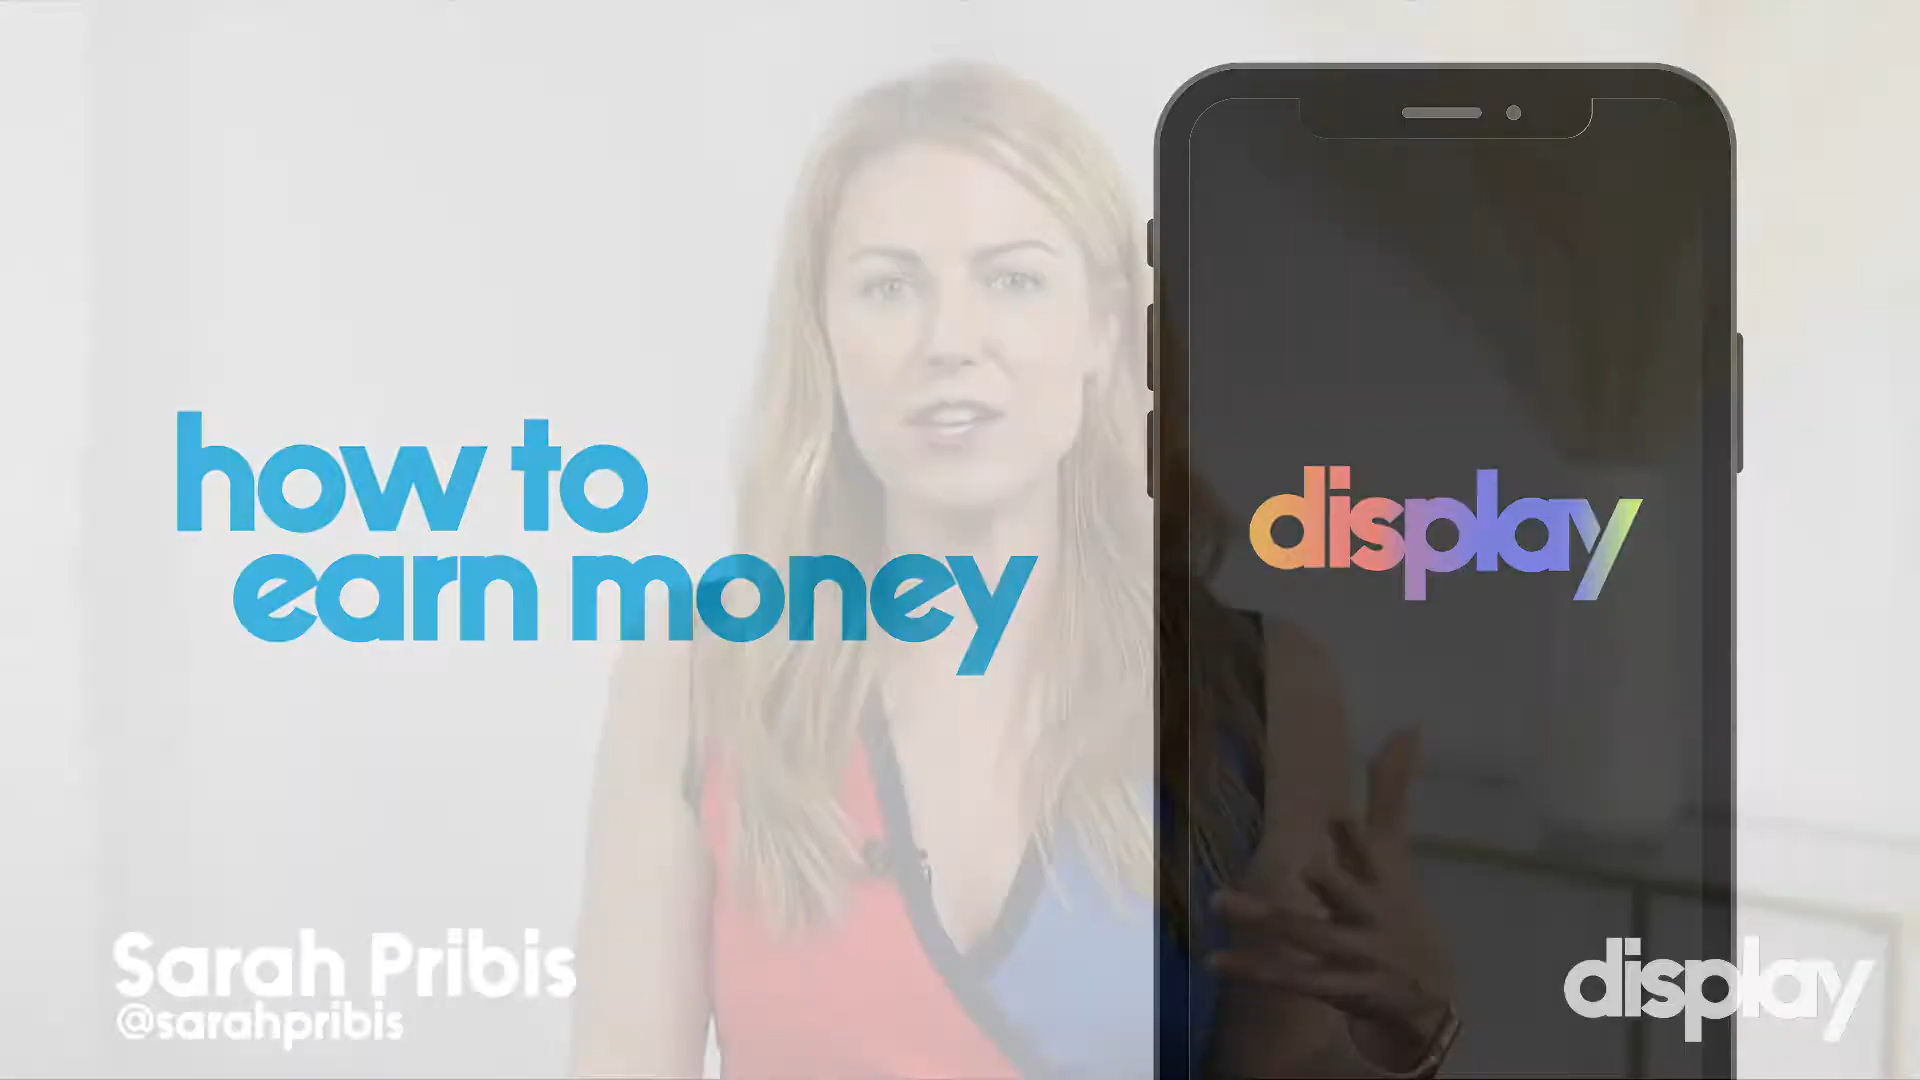 how to
earn money
display
Sarah Pribis
@sarahpribis
display